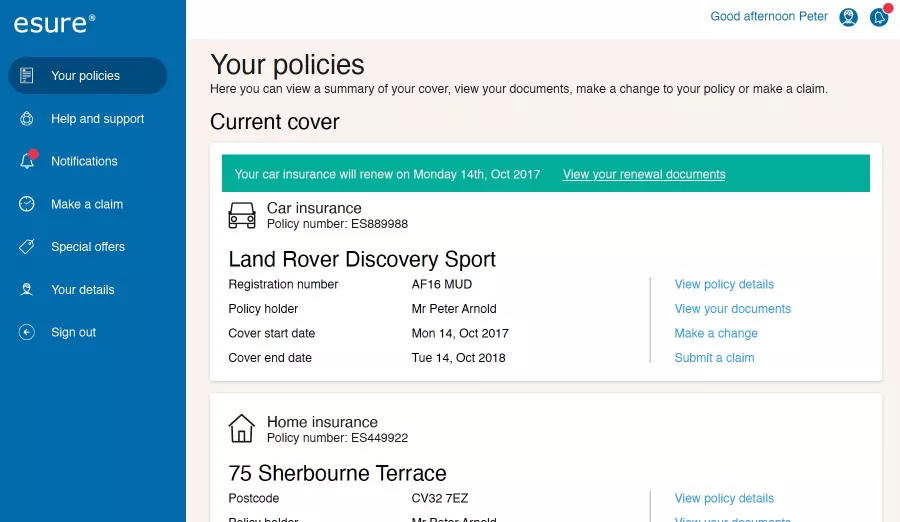 esure®
Good afternoon Peter
Your policies
Help and support
Notifications
Make a claim
Special offers
Your details
Sign out
Your policies
Here you can view a summary of your cover, view your documents, make a change to your policy or make a claim.
Current cover
Your car insurance will renew on Monday 14th, Oct 2017 View your renewal documents
Car insurance
Policy number: ES889988
Land Rover Discovery Sport
Registration number AF16 MUD View policy details
Policy holder Mr Peter Arnold View your documents
Cover start date Mon 14, Oct 2017 Make a change
Cover end date Tue 14, Oct 2018 Submit a claim
Home insurance
Policy number: ES449922
75 Sherbourne Terrace
Postcode CV32 7EZ View policy details
Policy holder Mr Peter Arnold View your documents